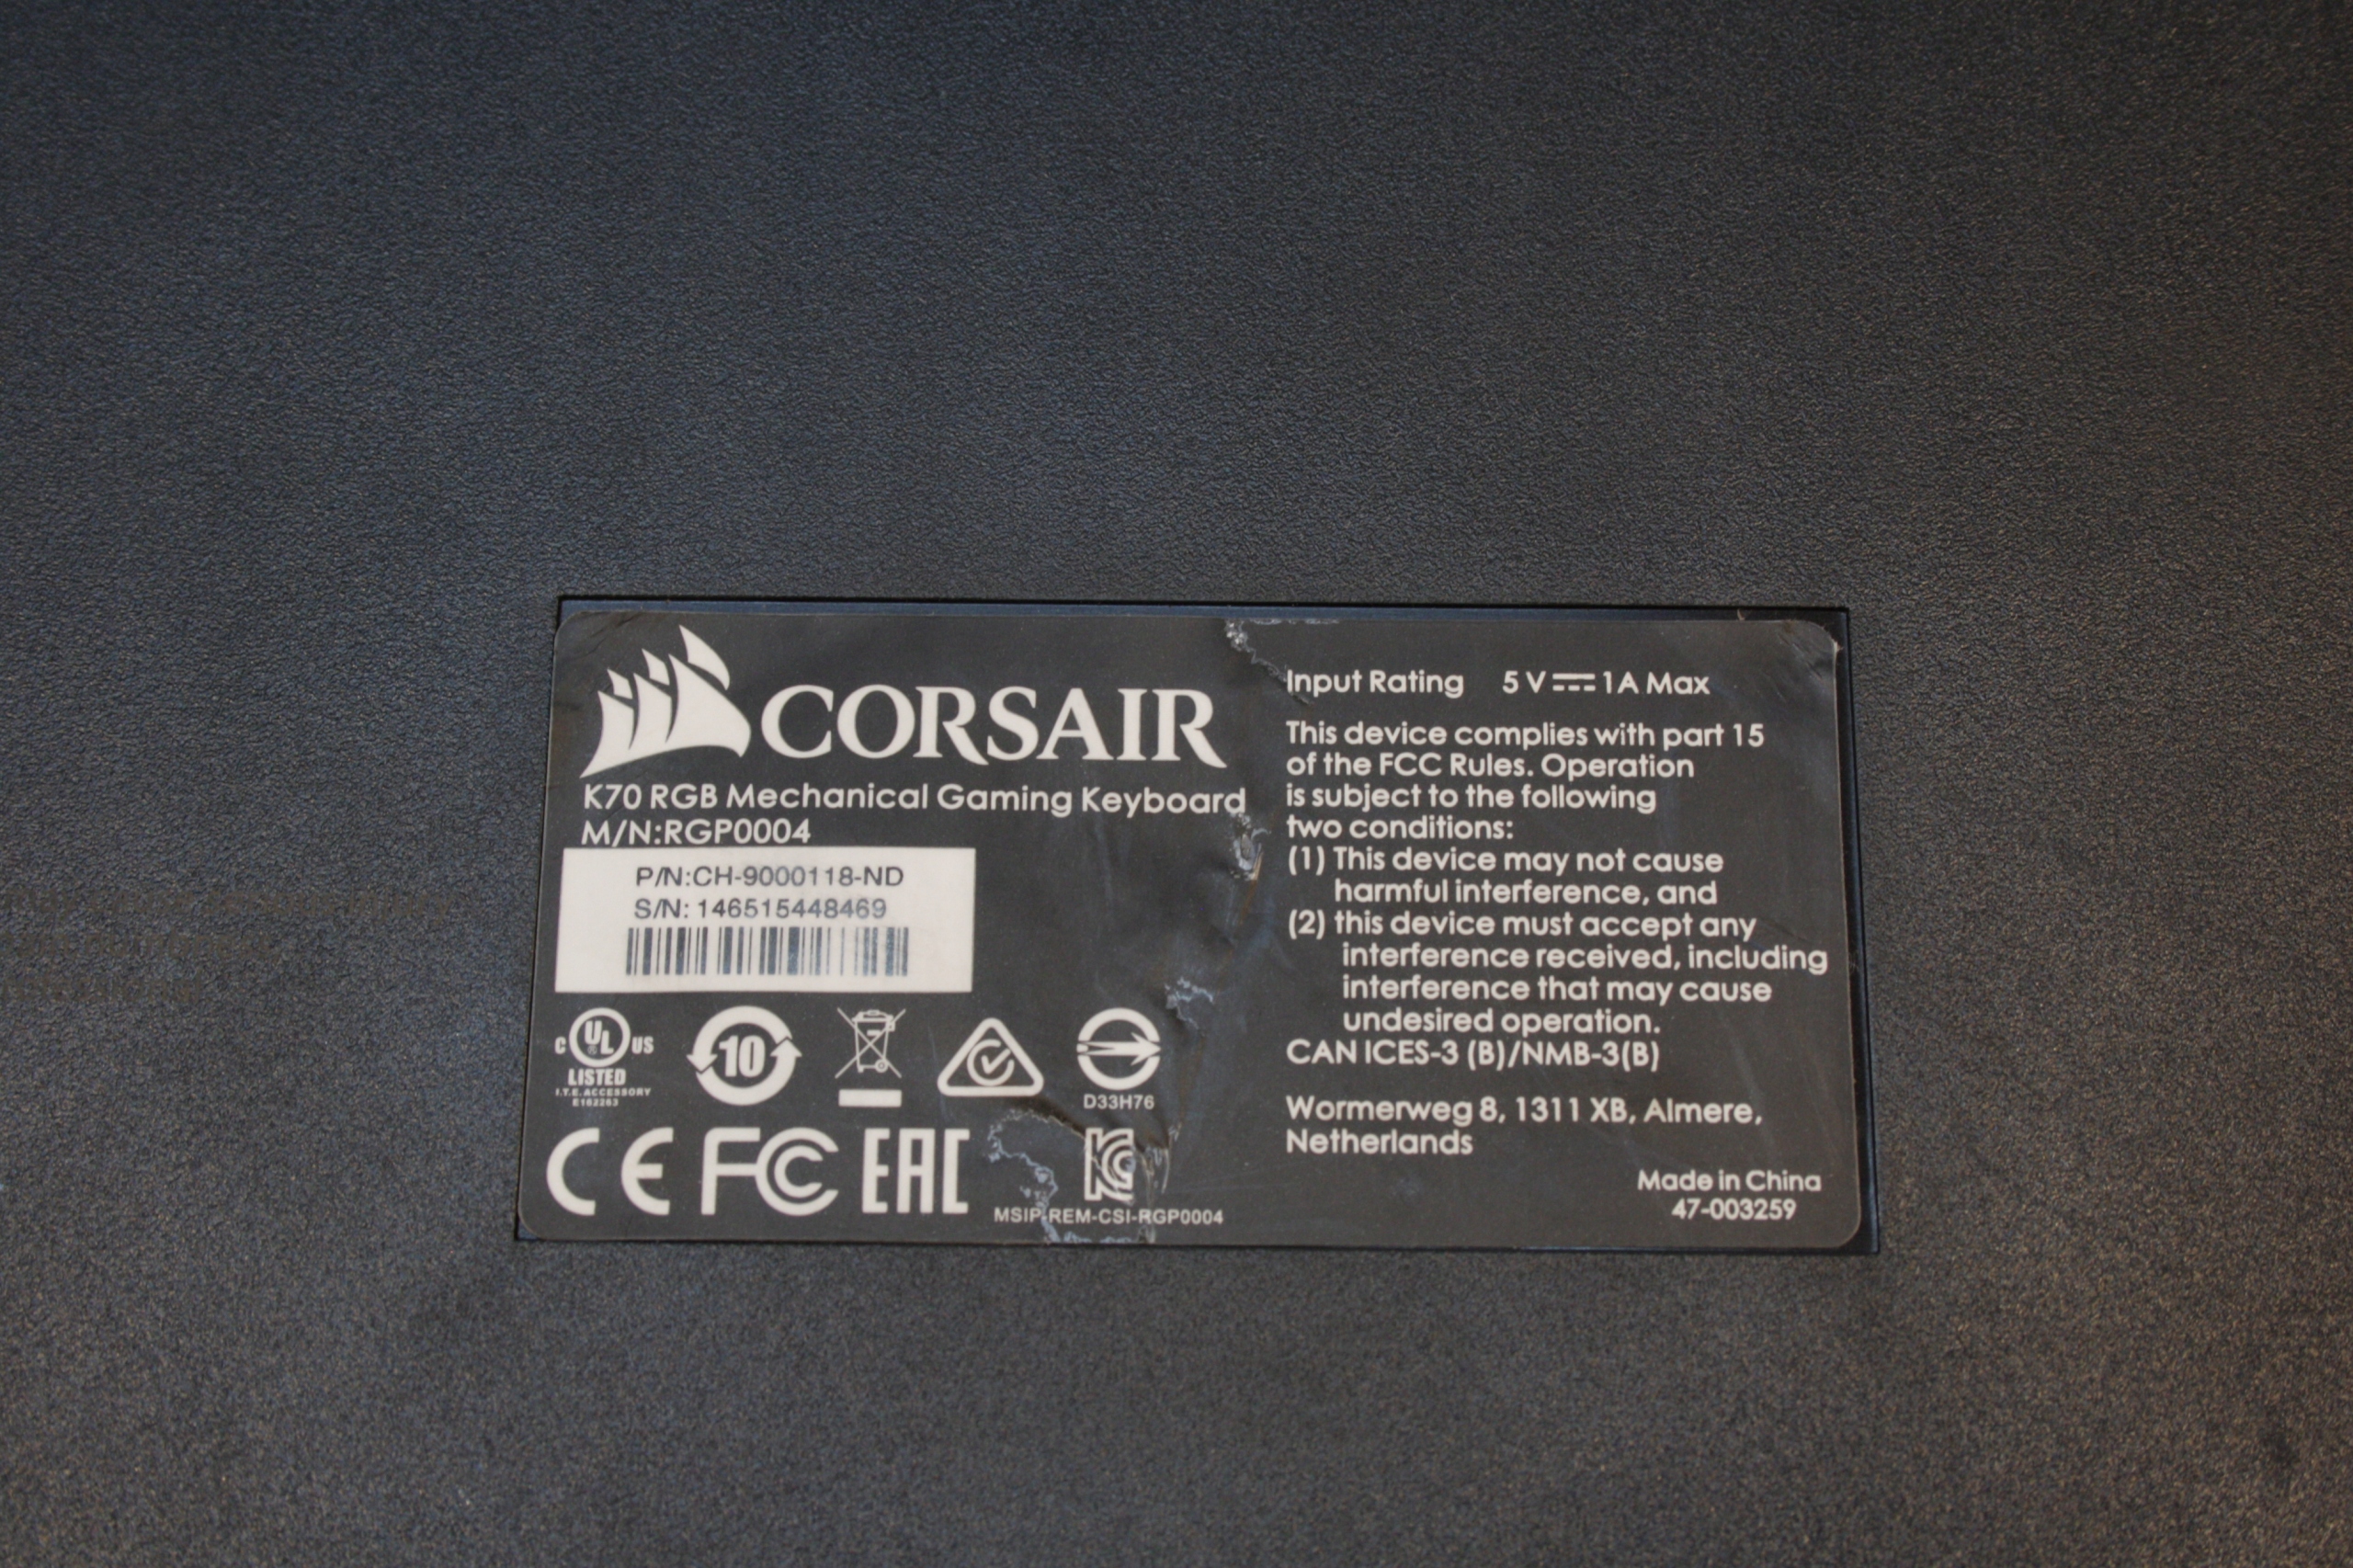 CORSAIR
K70 RGB Mechanical Gaming Keyboard
M/N:RGP0004
P/N:CH-9000118-ND
S/N: 146515448469
C UL US
LISTED
I.T.E. ACCESSORY
E162263
10
D33H76
CE FC EAC
KC
MSIP-REM-CSI-RGP0004
Input Rating 5 V 1A Max
This device complies with part 15
of the FCC Rules. Operation
is subject to the following
two conditions:
(1) This device may not cause
harmful interference, and
(2) this device must accept any
interference received, including
interference that may cause
undesired operation.
CAN ICES-3 (B)/NMB-3(B)
Wormerweg 8, 1311 XB, Almere,
Netherlands
Made in China
47-003259